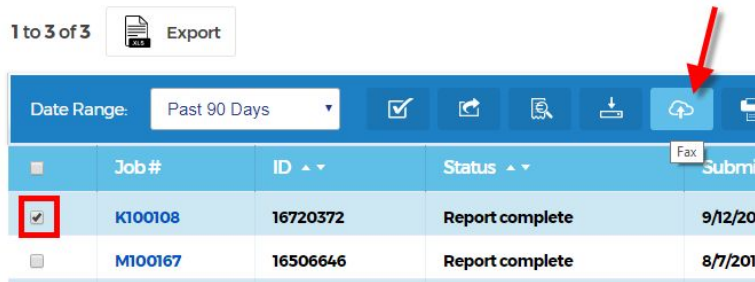 1 to 3 of 3 XLS Export
Date Range: Past 90 Days
Fax
Job # ID Status Submi
K100108 16720372 Report complete 9/12/20
M100167 16506646 Report complete 8/7/201